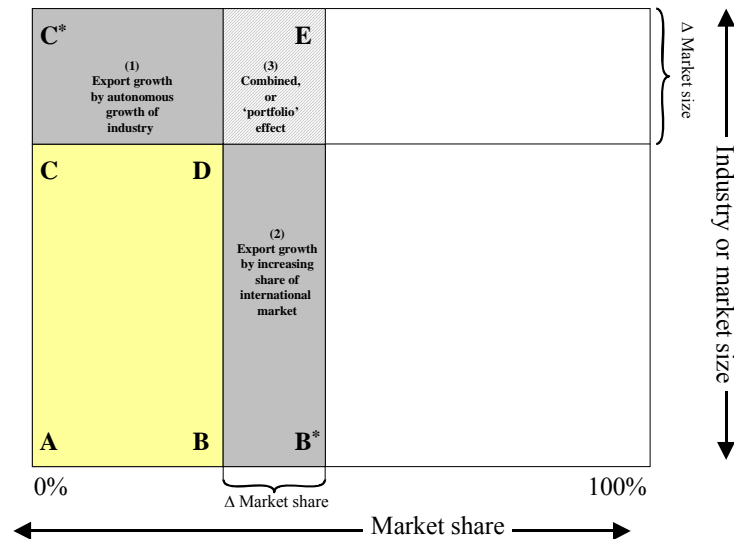 C*
E
Δ Market size
(1)
Export growth
by autonomous
growth of
industry
(3)
Combined,
or
‘portfolio’
effect
C
D
Industry or market size
(2)
Export growth
by increasing
share of
international
market
A
B
B*
0%
100%
Δ Market share
Market share